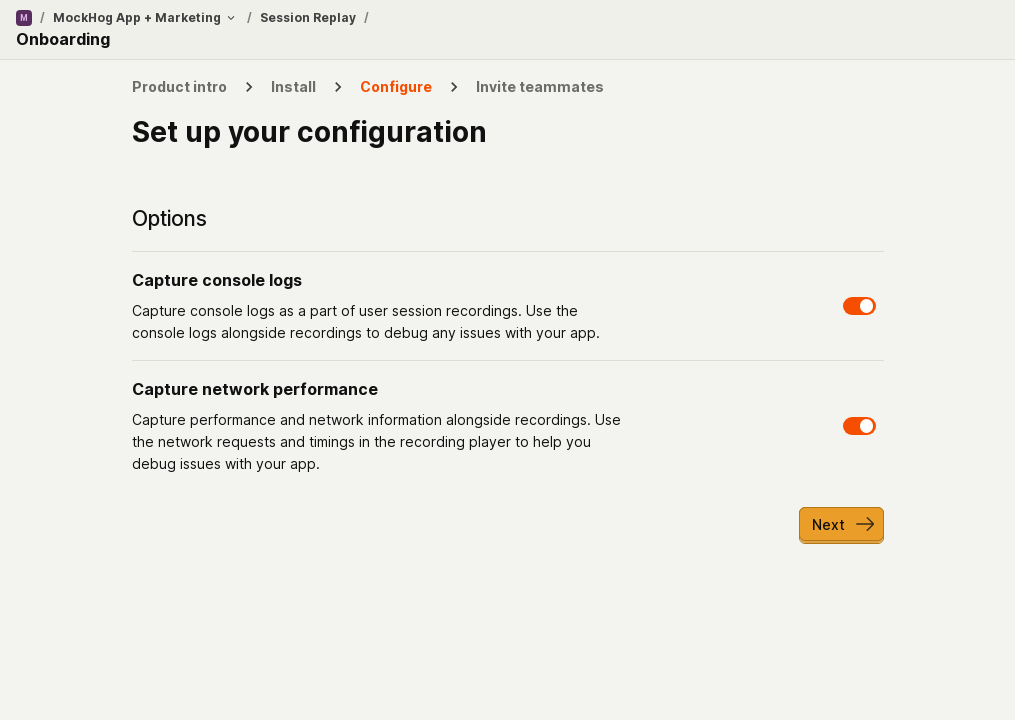 M / MockHog App + Marketing / Session Replay /
Onboarding
Product intro > Install > Configure > Invite teammates
Set up your configuration
Options
Capture console logs
Capture console logs as a part of user session recordings. Use the
console logs alongside recordings to debug any issues with your app.
Capture network performance
Capture performance and network information alongside recordings. Use
the network requests and timings in the recording player to help you
debug issues with your app.
Next